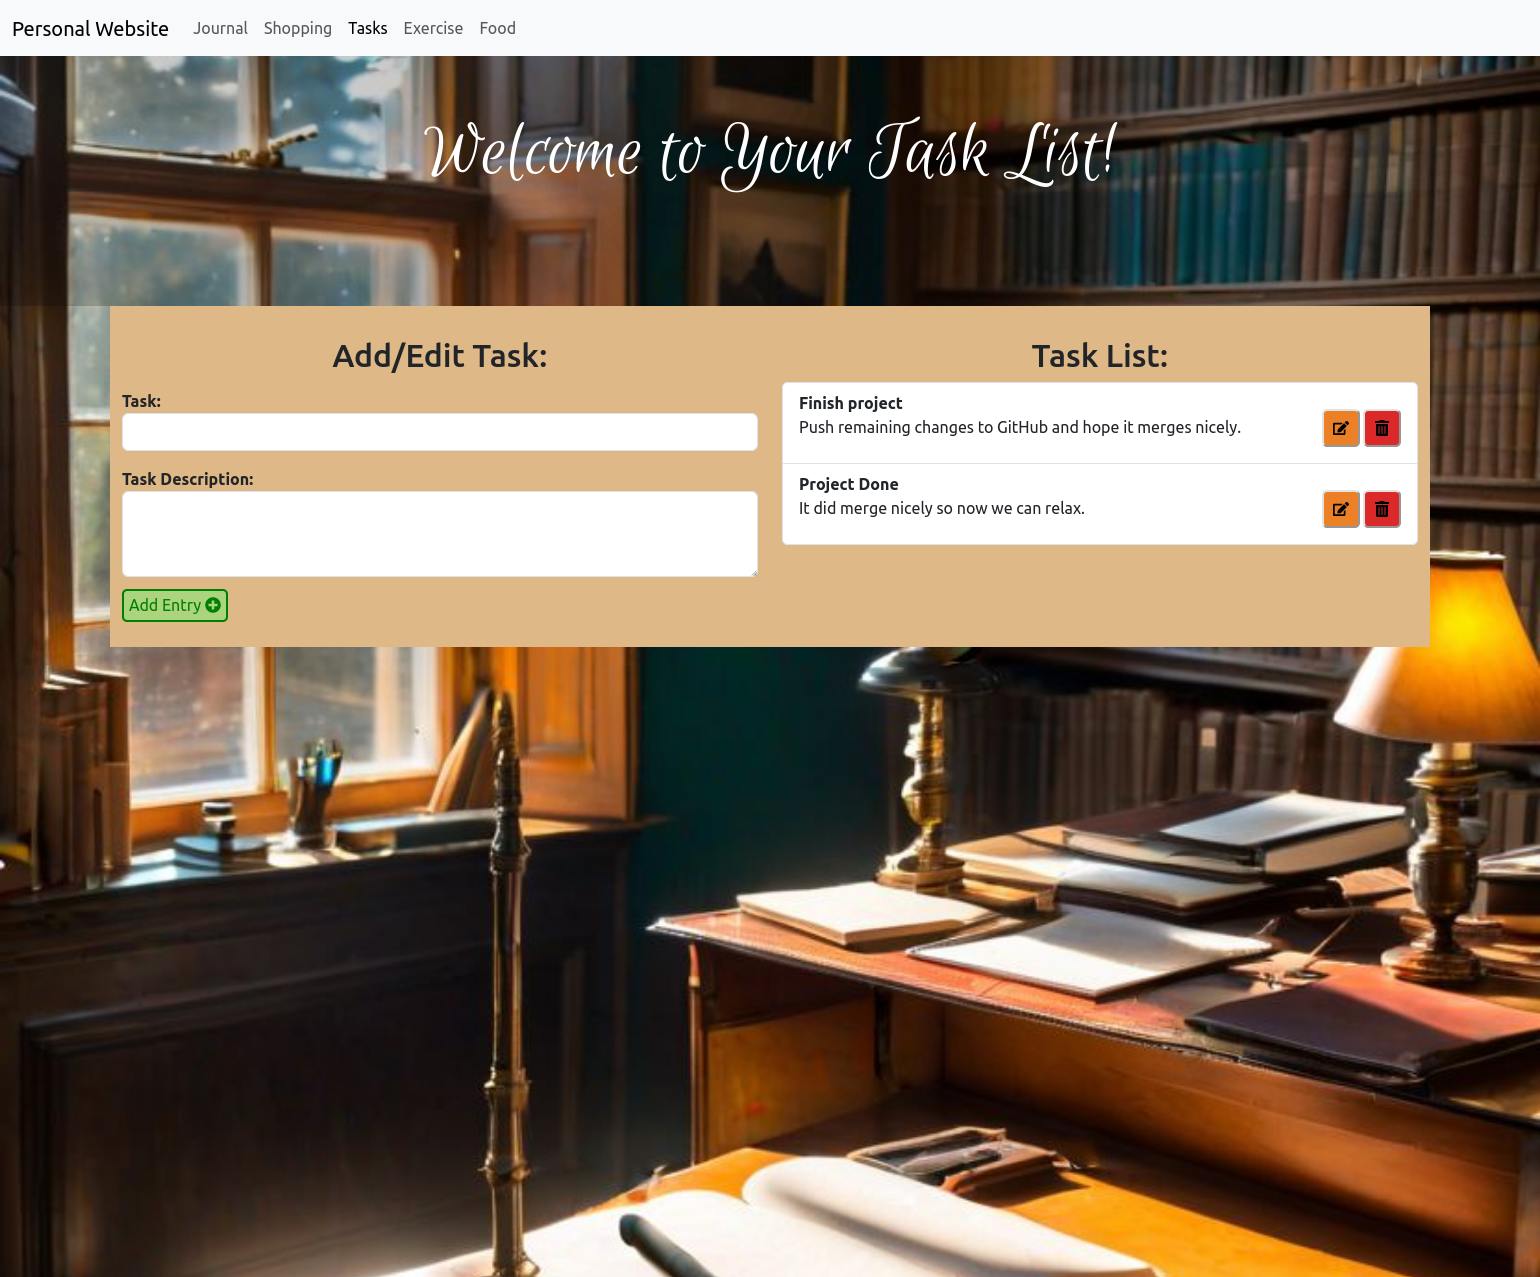 Personal Website Journal Shopping Tasks Exercise Food
Welcome to Your Task List!
Add/Edit Task:
Task:
Task Description:
Add Entry
Task List:
Finish project
Push remaining changes to GitHub and hope it merges nicely.
Project Done
It did merge nicely so now we can relax.